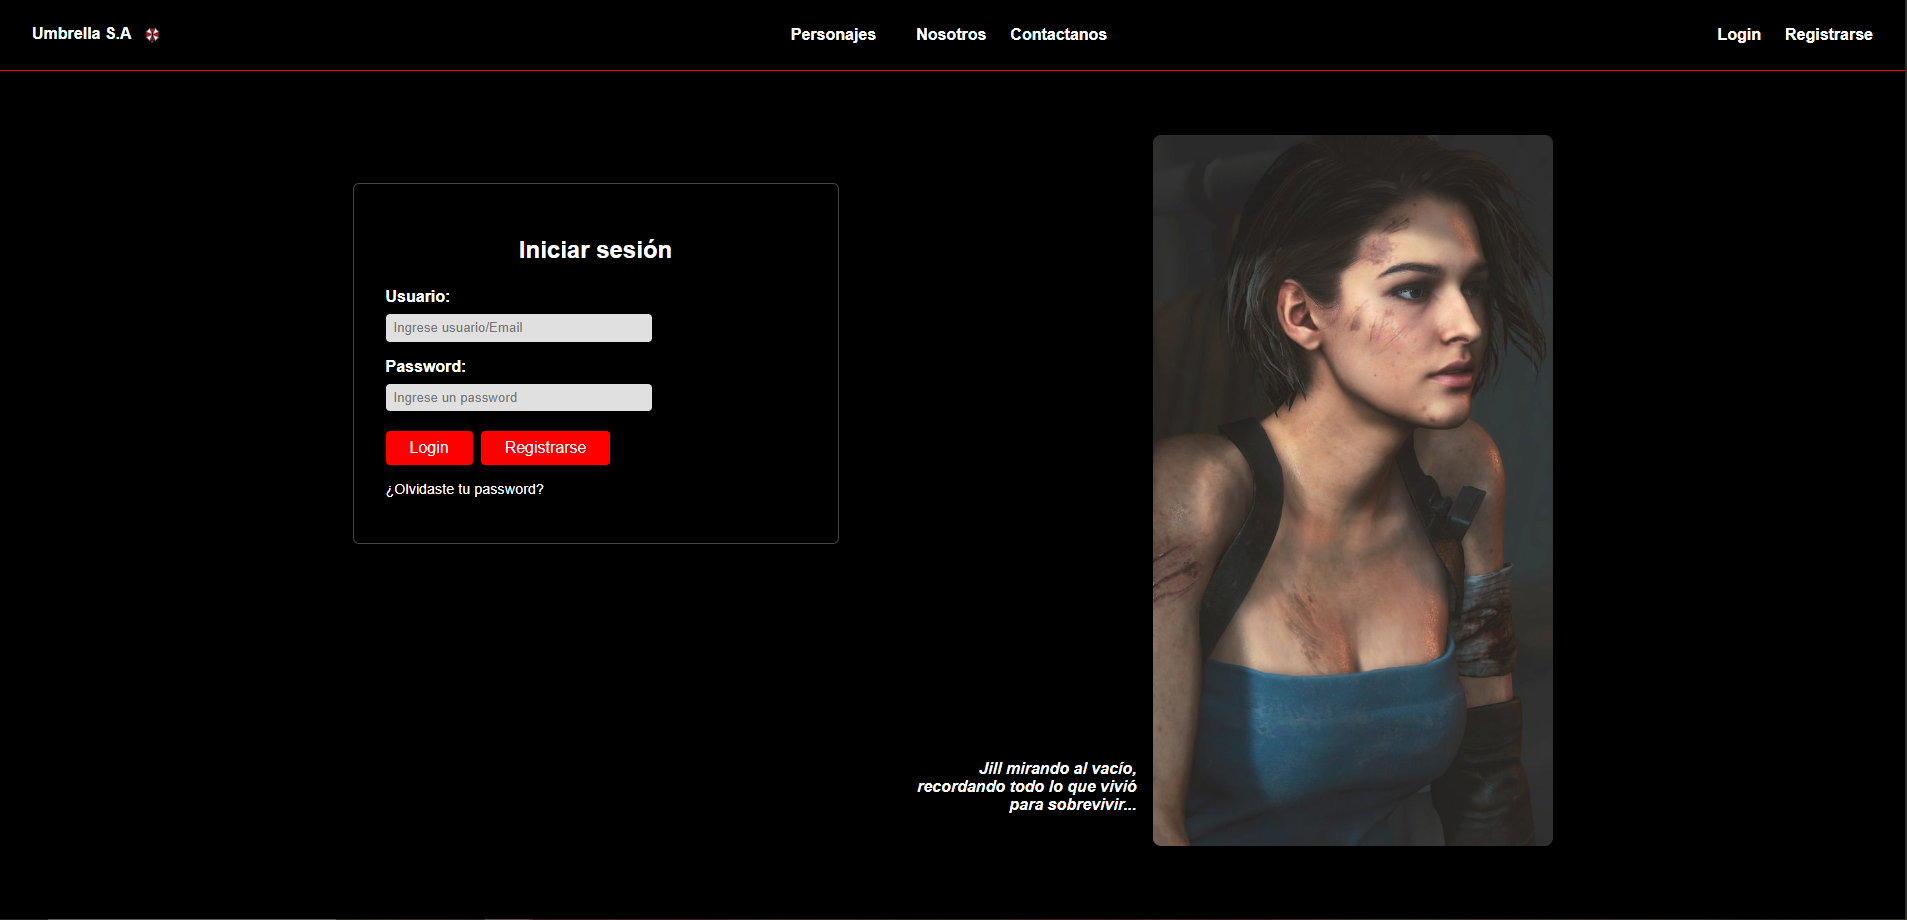 Umbrella S.A
Personajes
Nosotros
Contactanos
Login
Registrarse
Iniciar sesión
Usuario:
Ingrese usuario/Email
Password:
Ingrese un password
Login
Registrarse
¿Olvidaste tu password?
Jill mirando al vacío,
recordando todo lo que vivió
para sobrevivir...